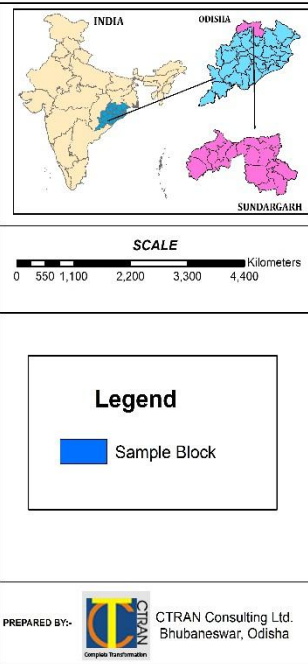 INDIA
ODISHA
SUNDARGARH
SCALE
Kilometers
0 550 1,100 2,200 3,300 4,400
Legend
Sample Block
PREPARED BY:-
CTRAN
Complete Transformation
CTRAN Consulting Ltd.
Bhubaneswar, Odisha